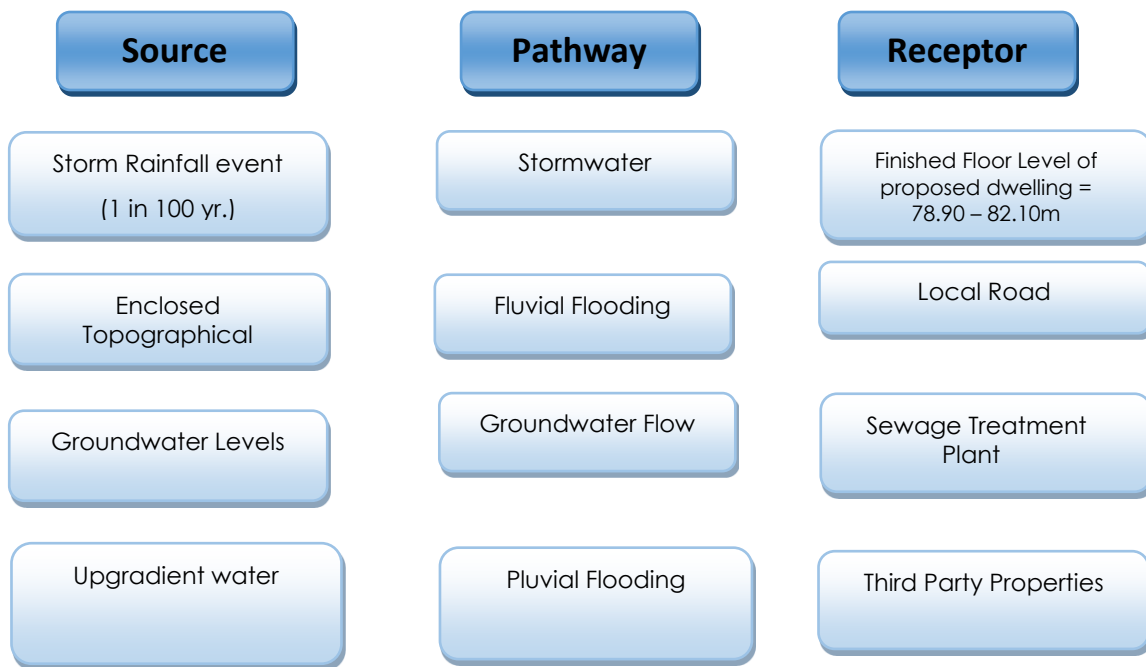 Source
Pathway
Receptor
Storm Rainfall event
(1 in 100 yr.)
Stormwater
Finished Floor Level of
proposed dwelling =
78.90 – 82.10m
Enclosed
Topographical
Fluvial Flooding
Local Road
Groundwater Levels
Groundwater Flow
Sewage Treatment
Plant
Upgradient water
Pluvial Flooding
Third Party Properties